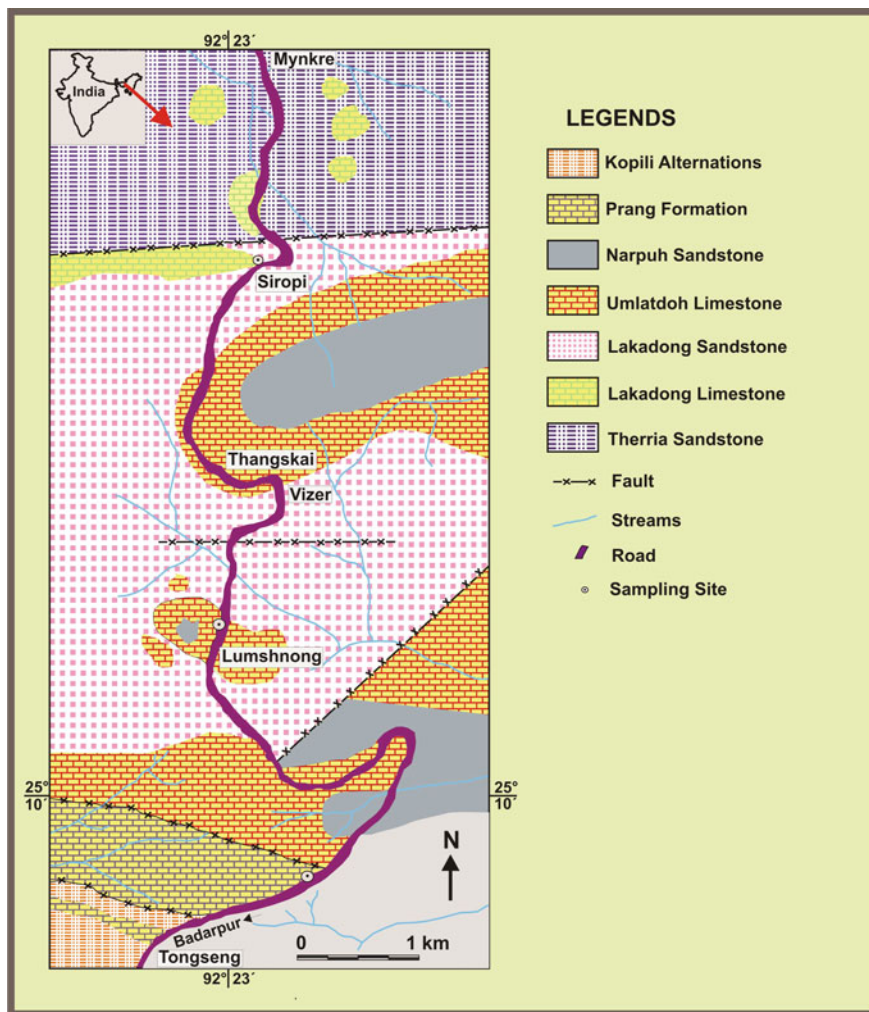 92° 23´
Mynkre
India
Siropi
Thangskai
Vizer
Lumshnong
25°
10´
25°
10´
N
Badarpur
0 1 km
Tongseng
92° 23´
LEGENDS
Kopili Alternations
Prang Formation
Narpuh Sandstone
Umlatdoh Limestone
Lakadong Sandstone
Lakadong Limestone
Therria Sandstone
Fault
Streams
Road
Sampling Site